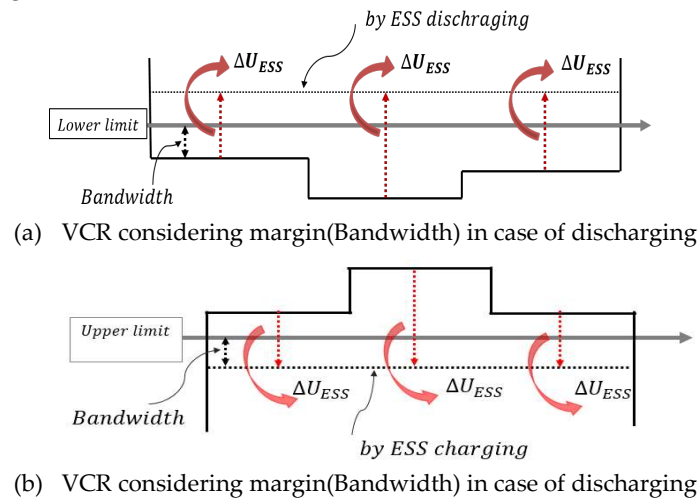 by ESS dischraging
ΔU_ESS ΔU_ESS ΔU_ESS
Lower limit
Bandwidth
(a) VCR considering margin(Bandwidth) in case of discharging
Upper limit
ΔU_ESS ΔU_ESS ΔU_ESS
Bandwidth
by ESS charging
(b) VCR considering margin(Bandwidth) in case of discharging